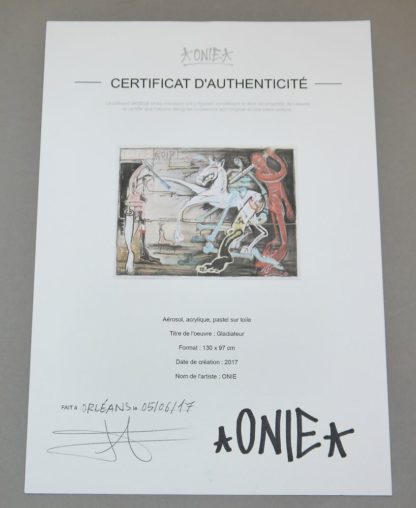 ★ONIE★
CERTIFICAT D'AUTHENTICITÉ
Aérosol, acrylique, pastel sur toile
Titre de l'oeuvre : Gladiateur
Format : 130 x 97 cm
Date de création : 2017
Nom de l'artiste : ONIE
FAIT À ORLÉANS le 05/06/17
★ONIE★